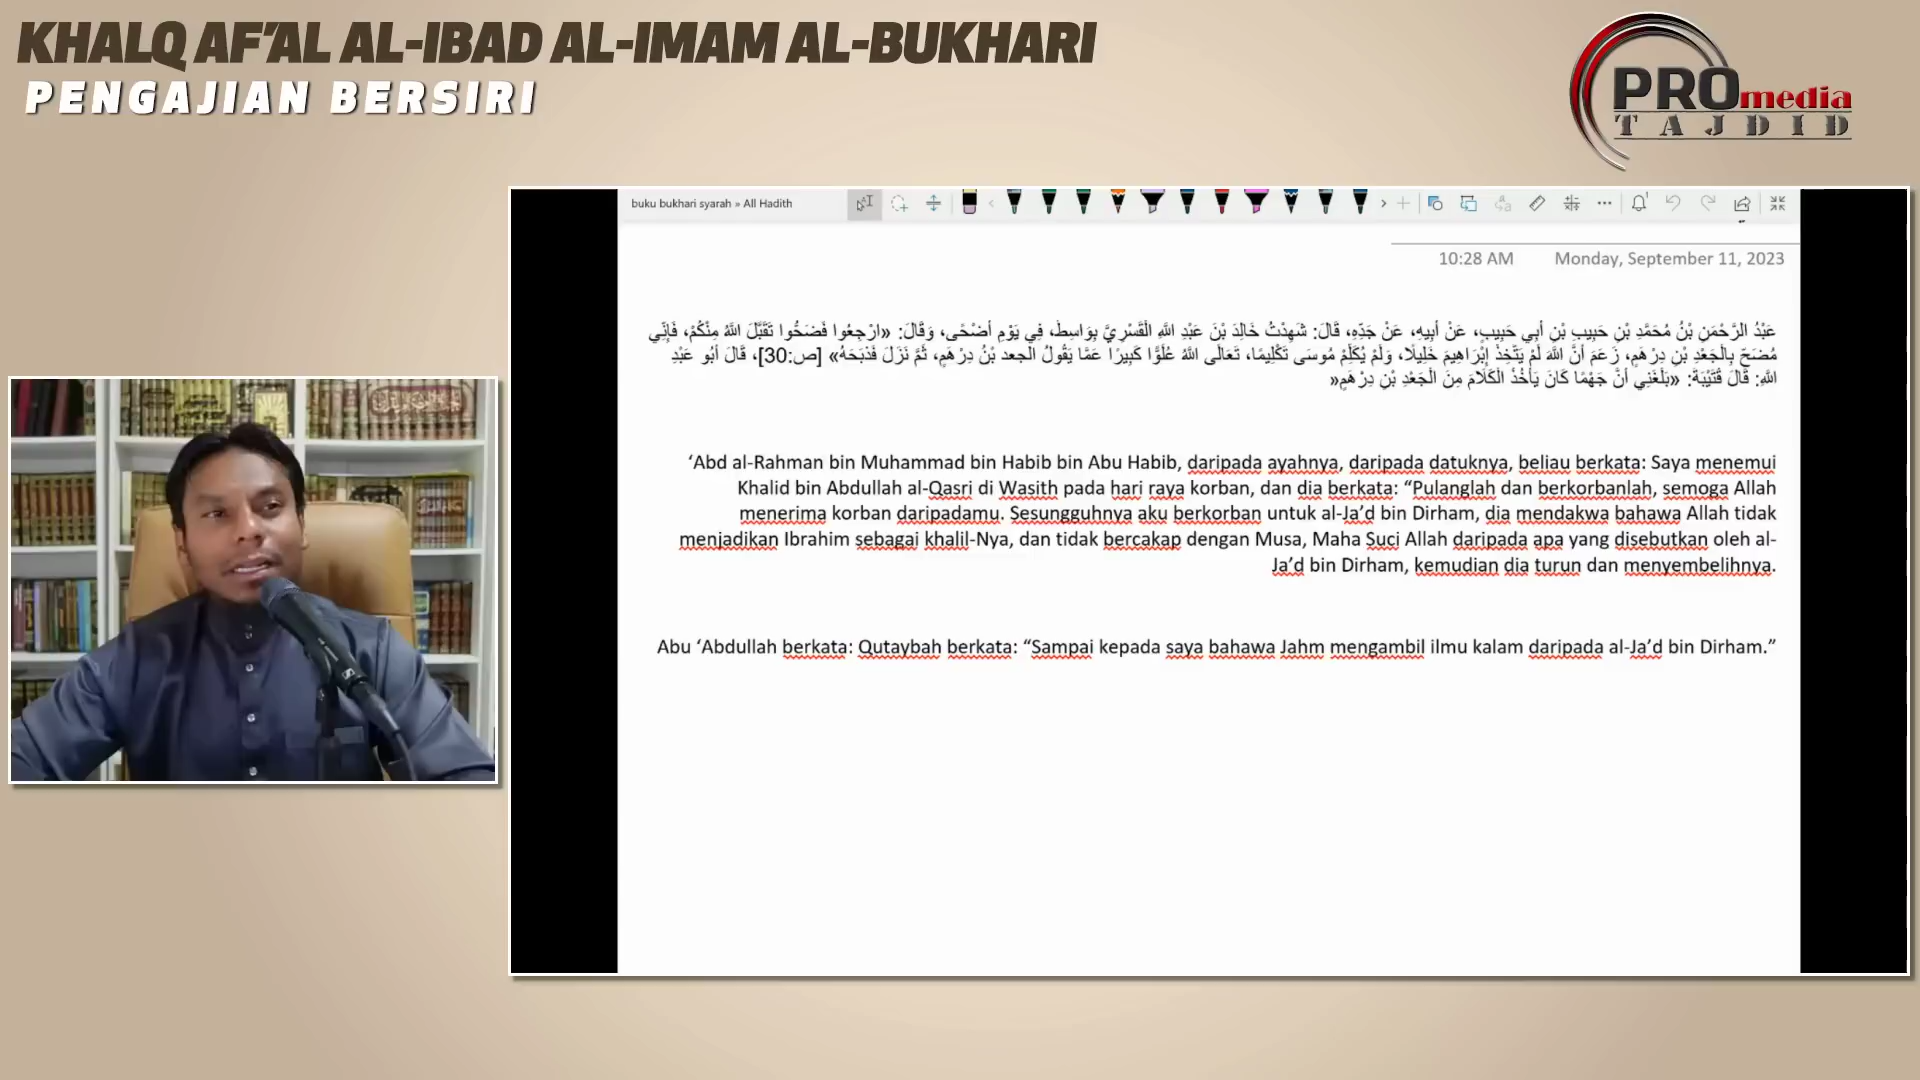 KHALQ AF'AL AL-IBAD AL-IMAM AL-BUKHARI
PENGAJIAN BERSIRI
PROmedia
TAJDID
buku bukhari syarah » All Hadith
10:28 AM Monday, September 11, 2023
عَبْدُ الرَّحْمَنِ بْنُ مُحَمَّدِ بْنِ حَبِيبِ بْنِ أَبِي حَبِيبٍ، عَنْ أَبِيهِ، عَنْ جَدِّهِ، قَالَ: شَهِدْتُ خَالِدَ بْنَ عَبْدِ اللَّهِ الْقَسْرِيَّ بِوَاسِطَ، فِي يَوْمِ أَضْحًى، وَقَالَ: «ارْجِعُوا فَضَحُّوا تَقَبَّلَ اللَّهُ مِنْكُمْ، فَإِنِّي
مُضَحٍّ بِالْجَعْدِ بْنِ دِرْهَمٍ، زَعَمَ أَنَّ اللَّهَ لَمْ يَتَّخِذْ إِبْرَاهِيمَ خَلِيلًا، وَلَمْ يُكَلِّمْ مُوسَى تَكْلِيمًا، تَعَالَى اللَّهُ عُلُوًّا كَبِيرًا عَمَّا يَقُولُ الْجعد بْنُ دِرْهَمٍ، ثُمَّ نَزَلَ فَذَبَحَهُ» [ص:30]، قَالَ أَبُو عَبْدِ
اللَّهِ: قَالَ قُتَيْبَةُ: «بَلَغَنِي أَنَّ جَهْمًا كَانَ يَأْخُذُ الْكَلَامَ مِنَ الْجَعْدِ بْنِ دِرْهَمٍ»
‘Abd al-Rahman bin Muhammad bin Habib bin Abu Habib, daripada ayahnya, daripada datuknya, beliau berkata: Saya menemui
Khalid bin Abdullah al-Qasri di Wasith pada hari raya korban, dan dia berkata: “Pulanglah dan berkorbanlah, semoga Allah
menerima korban daripadamu. Sesungguhnya aku berkorban untuk al-Ja’d bin Dirham, dia mendakwa bahawa Allah tidak
menjadikan Ibrahim sebagai khalil-Nya, dan tidak bercakap dengan Musa, Maha Suci Allah daripada apa yang disebutkan oleh al-
Ja’d bin Dirham, kemudian dia turun dan menyembelihnya.
Abu ‘Abdullah berkata: Qutaybah berkata: “Sampai kepada saya bahawa Jahm mengambil ilmu kalam daripada al-Ja’d bin Dirham.”